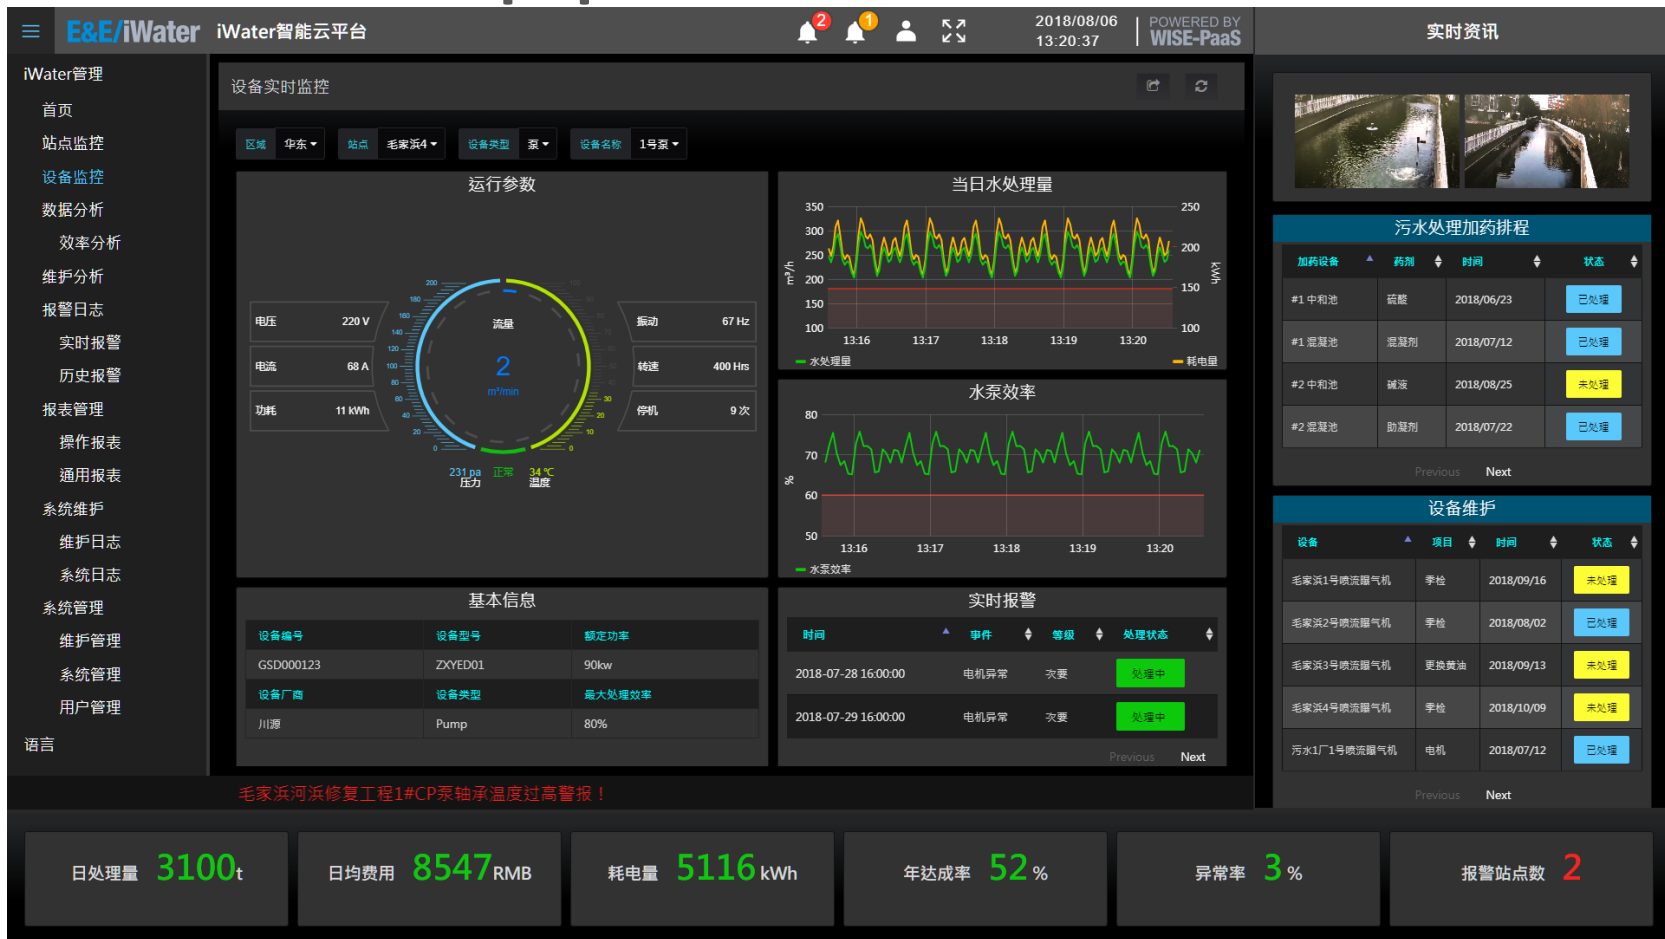 E&E/iWater iWater智能云平台 2 1 2018/08/06 13:20:37 POWERED BY WISE-PaaS 实时资讯
iWater管理
首页
站点监控
设备监控
数据分析
效率分析
维护分析
报警日志
实时报警
历史报警
报表管理
操作报表
通用报表
系统维护
维护日志
系统日志
系统管理
维护管理
系统管理
用户管理
语言
设备实时监控
区域 华东 站点 毛家浜4 设备类型 泵 设备名称 1号泵
运行参数
电压 220 V
电流 68 A
功耗 11 kWh
200
180
160
140
120
100
80
60
40
20
0
流量
2
m³/min
30
20
10
0
231 pa 正常 34 ℃
压力 温度
振动 67 Hz
转速 400 Hrs
停机 9 次
当日水处理量
350 250
300
250 200
200
150 150
100 100
m³/h kWh
13:16 13:17 13:18 13:19 13:20
水处理量 耗电量
水泵效率
80
70
60
50
%
13:16 13:17 13:18 13:19 13:20
水泵效率
基本信息
设备编号 设备型号 额定功率
GSD000123 ZXYED01 90kw
设备厂商 设备类型 最大处理效率
川源 Pump 80%
实时报警
时间 事件 等级 处理状态
2018-07-28 16:00:00 电机异常 次要 处理中
2018-07-29 16:00:00 电机异常 次要 处理中
Previous Next
污水处理加药排程
加药设备 药剂 时间 状态
#1 中和池 硫酸 2018/06/23 已处理
#1 混凝池 混凝剂 2018/07/12 已处理
#2 中和池 碱液 2018/08/25 未处理
#2 混凝池 助凝剂 2018/07/22 已处理
Previous Next
设备维护
设备 项目 时间 状态
毛家浜1号喷流曝气机 季检 2018/09/16 未处理
毛家浜2号喷流曝气机 季检 2018/08/02 已处理
毛家浜3号喷流曝气机 更换黄油 2018/09/13 未处理
毛家浜4号喷流曝气机 季检 2018/10/09 未处理
污水1厂1号喷流曝气机 电机 2018/07/12 已处理
Previous Next
毛家浜河浜修复工程1#CP泵轴承温度过高警报！
日处理量 3100t
日均费用 8547RMB
耗电量 5116 kWh
年达成率 52 %
异常率 3 %
报警站点数 2